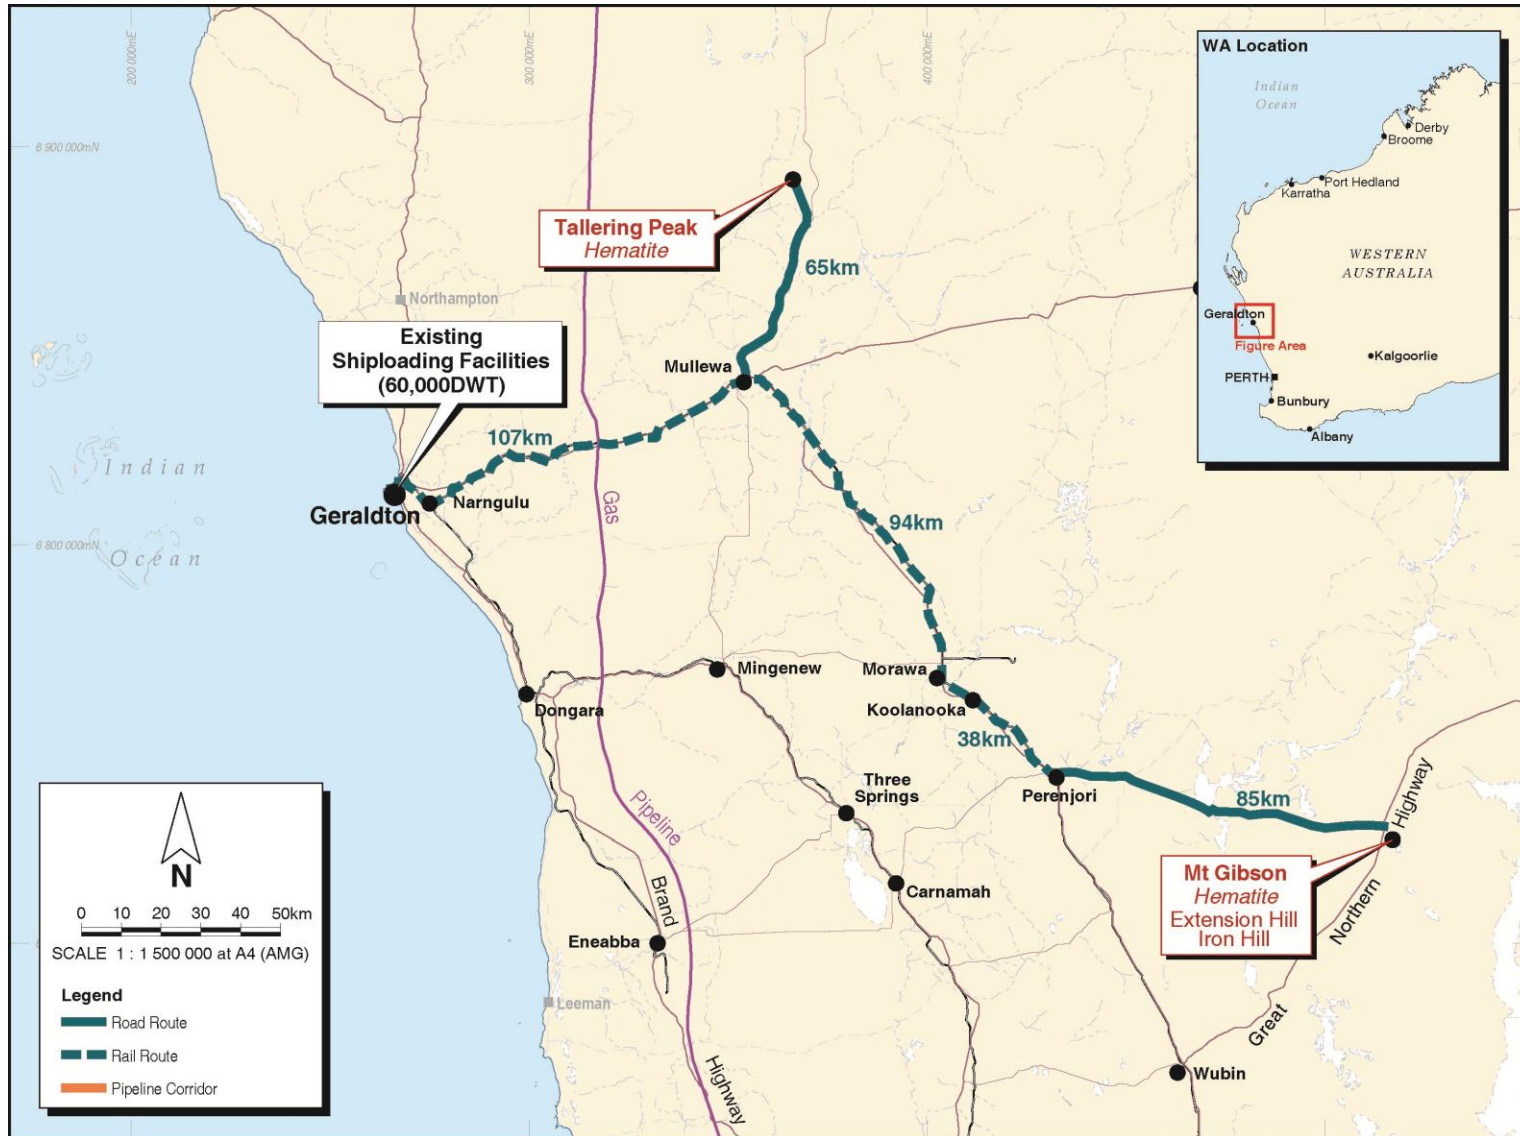 200 000mE
300 000mE
400 000mE
6 900 000mN
6 800 000mN
WA Location
Indian
Ocean
Derby
Broome
Port Hedland
Karratha
WESTERN
AUSTRALIA
Geraldton
Figure Area
Kalgoorlie
PERTH
Bunbury
Albany
Tallering Peak
Hematite
65km
Northampton
Existing
Shiploading Facilities
(60,000DWT)
Mullewa
107km
Indian
Ocean
Geraldton
Narngulu
Gas
94km
Mingenew
Morawa
Koolanooka
Dongara
38km
Three
Springs
Perenjori
85km
Highway
Pipeline
Mt Gibson
Hematite
Extension Hill
Iron Hill
Carnamah
Brand
Northern
Eneabba
Leeman
Great
Highway
Wubin
N
0 10 20 30 40 50km
SCALE 1 : 1 500 000 at A4 (AMG)
Legend
Road Route
Rail Route
Pipeline Corridor